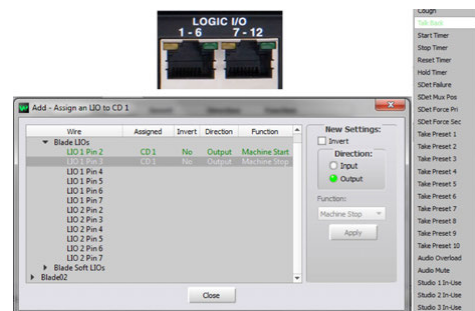 LOGIC I/O
1 - 6 7 - 12
Add - Assign an LIO to CD 1
Wire Assigned Invert Direction Function
Blade LIOs
LIO 1 Pin 2 CD 1 No Output Machine Start
LIO 1 Pin 3 CD 1 No Output Machine Stop
LIO 1 Pin 4
LIO 1 Pin 5
LIO 1 Pin 6
LIO 1 Pin 7
LIO 2 Pin 2
LIO 2 Pin 3
LIO 2 Pin 4
LIO 2 Pin 5
LIO 2 Pin 6
LIO 2 Pin 7
Blade Soft LIOs
Blade02
New Settings:
Invert
Direction:
Input
Output
Function:
Machine Stop
Apply
Close
Cough
Talk Back
Start Timer
Stop Timer
Reset Timer
Hold Timer
SDet Failure
SDet Mux Pos
SDet Force Pri
SDet Force Sec
Take Preset 1
Take Preset 2
Take Preset 3
Take Preset 4
Take Preset 5
Take Preset 6
Take Preset 7
Take Preset 8
Take Preset 9
Take Preset 10
Audio Overload
Audio Mute
Studio 1 In-Use
Studio 2 In-Use
Studio 3 In-Use